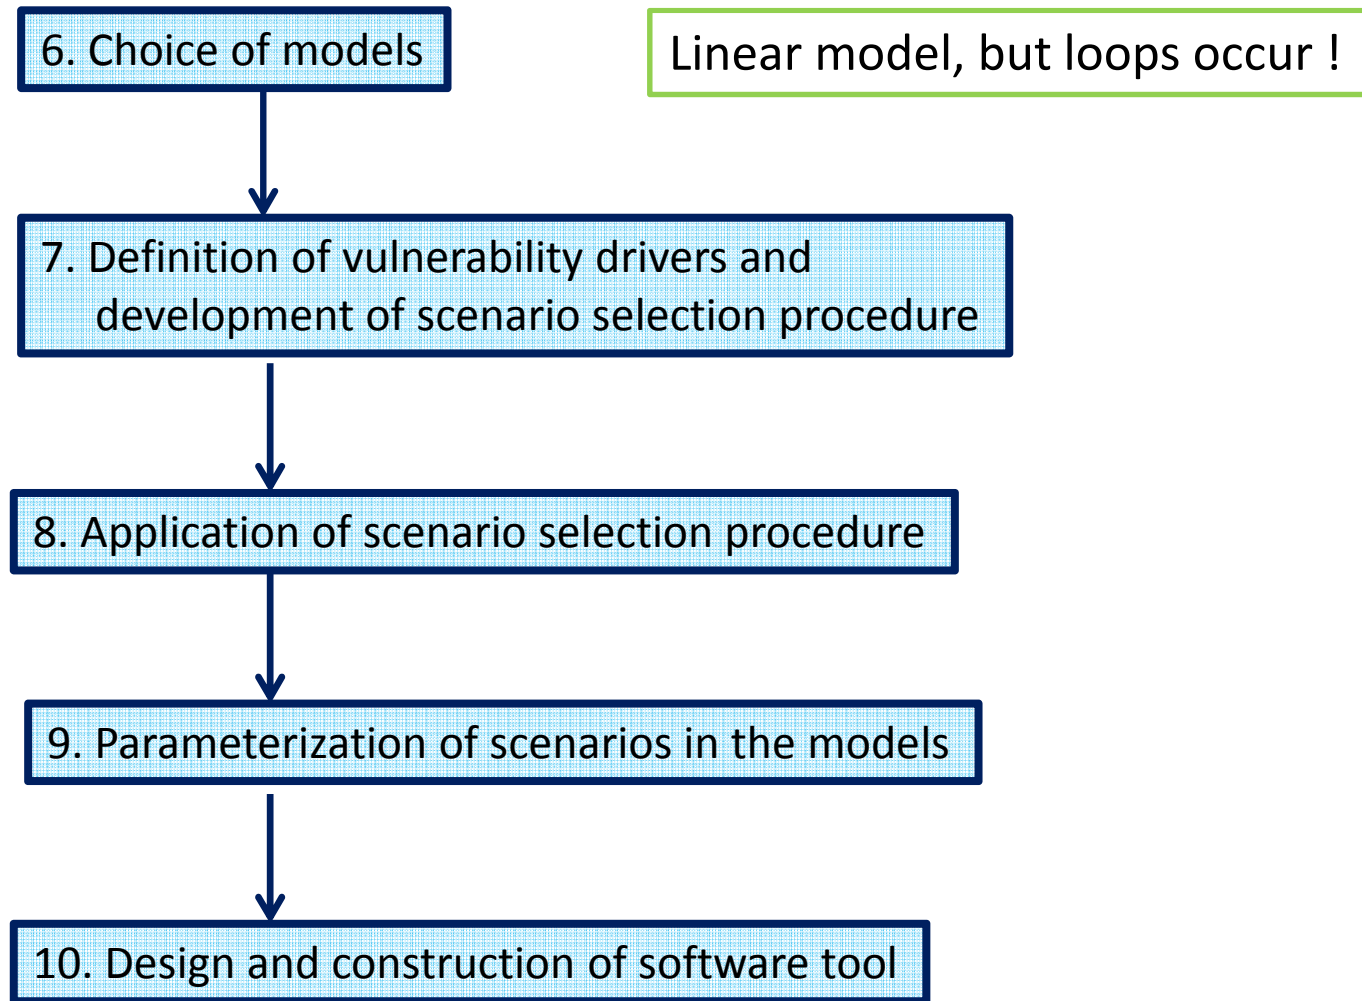 6. Choice of models
Linear model, but loops occur !
7. Definition of vulnerability drivers and
development of scenario selection procedure
8. Application of scenario selection procedure
9. Parameterization of scenarios in the models
10. Design and construction of software tool